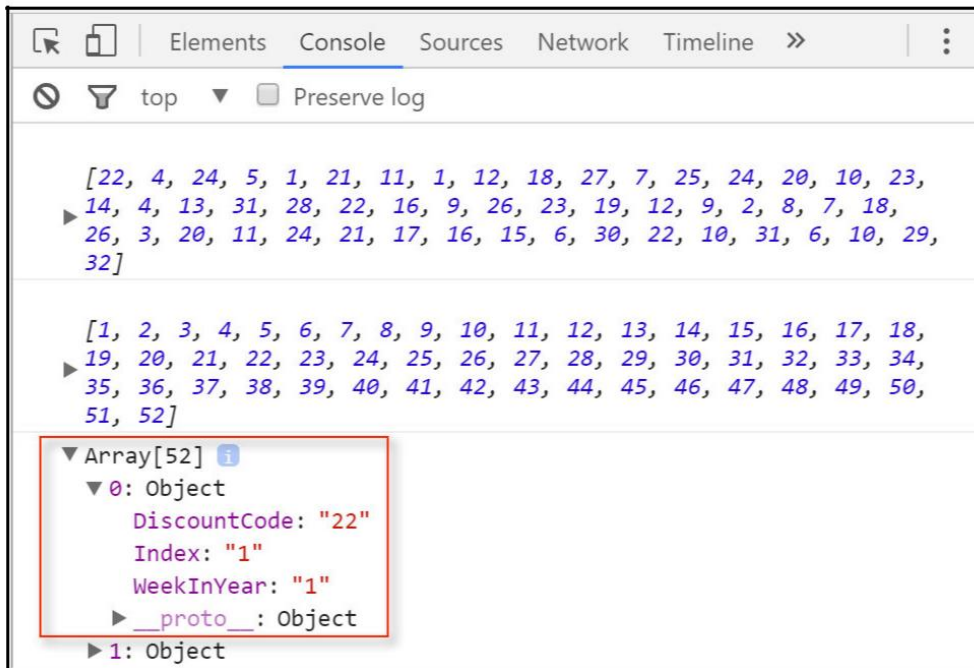 Elements Console Sources Network Timeline »
top ▼ Preserve log
[22, 4, 24, 5, 1, 21, 11, 1, 12, 18, 27, 7, 25, 24, 20, 10, 23,
14, 4, 13, 31, 28, 22, 16, 9, 26, 23, 19, 12, 9, 2, 8, 7, 18,
26, 3, 20, 11, 24, 21, 17, 16, 15, 6, 30, 22, 10, 31, 6, 10, 29,
32]
[1, 2, 3, 4, 5, 6, 7, 8, 9, 10, 11, 12, 13, 14, 15, 16, 17, 18,
19, 20, 21, 22, 23, 24, 25, 26, 27, 28, 29, 30, 31, 32, 33, 34,
35, 36, 37, 38, 39, 40, 41, 42, 43, 44, 45, 46, 47, 48, 49, 50,
51, 52]
▼ Array[52] i
▼ 0: Object
DiscountCode: "22"
Index: "1"
WeekInYear: "1"
▶ __proto__: Object
▶ 1: Object